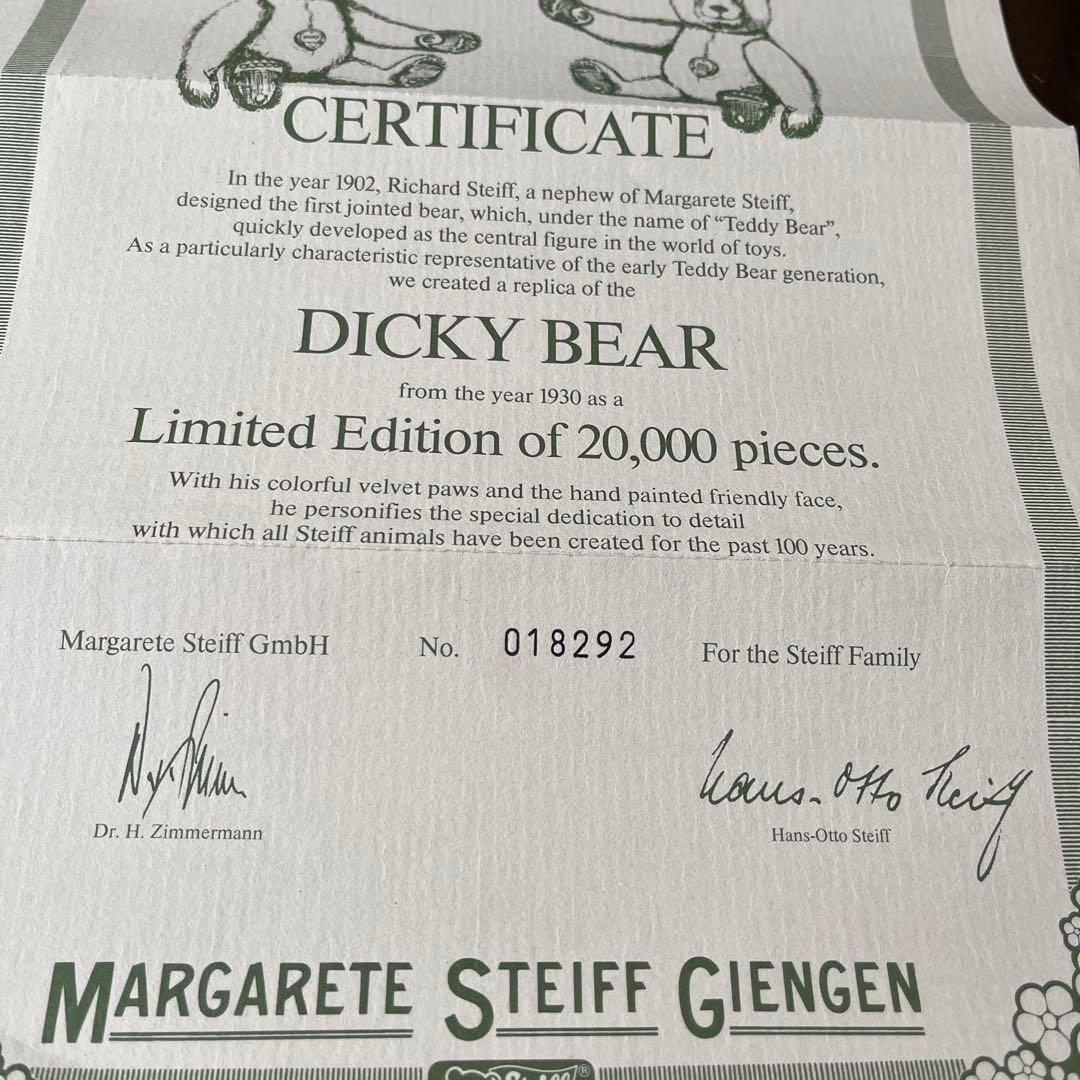 CERTIFICATE
In the year 1902, Richard Steiff, a nephew of Margarete Steiff,
designed the first jointed bear, which, under the name of “Teddy Bear”,
quickly developed as the central figure in the world of toys.
As a particularly characteristic representative of the early Teddy Bear generation,
we created a replica of the
DICKY BEAR
from the year 1930 as a
Limited Edition of 20,000 pieces.
With his colorful velvet paws and the hand painted friendly face,
he personifies the special dedication to detail
with which all Steiff animals have been created for the past 100 years.
Margarete Steiff GmbH No. 018292 For the Steiff Family
Hans-Otto Steiff
Dr. H. Zimmermann Hans-Otto Steiff
MARGARETE STEIFF GIENGEN
Steiff ®